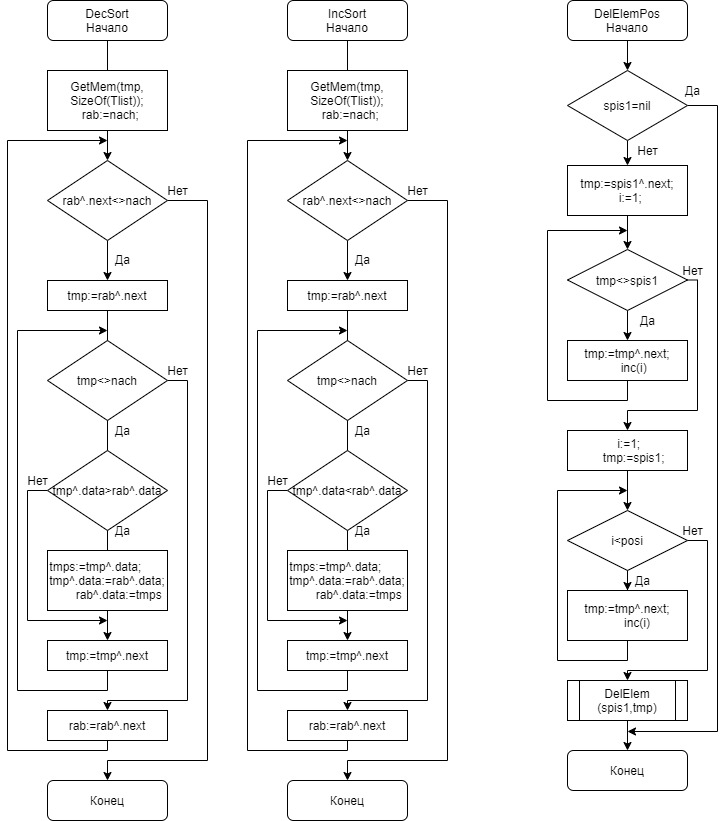 DecSort
Начало
GetMem(tmp,
SizeOf(Tlist));
rab:=nach;
rab^.next<>nach
Нет
Да
tmp:=rab^.next
tmp<>nach
Нет
Да
tmp^.data>rab^.data
Нет
Да
tmps:=tmp^.data;
tmp^.data:=rab^.data;
rab^.data:=tmps
tmp:=tmp^.next
rab:=rab^.next
Конец
IncSort
Начало
GetMem(tmp,
SizeOf(Tlist));
rab:=nach;
rab^.next<>nach
Нет
Да
tmp:=rab^.next
tmp<>nach
Нет
Да
tmp^.data<rab^.data
Нет
Да
tmps:=tmp^.data;
tmp^.data:=rab^.data;
rab^.data:=tmps
tmp:=tmp^.next
rab:=rab^.next
Конец
DelElemPos
Начало
spis1=nil
Да
Нет
tmp:=spis1^.next;
i:=1;
tmp<>spis1
Нет
Да
tmp:=tmp^.next;
inc(i)
i:=1;
tmp:=spis1;
i<posi
Нет
Да
tmp:=tmp^.next;
inc(i)
DelElem
(spis1,tmp)
Конец